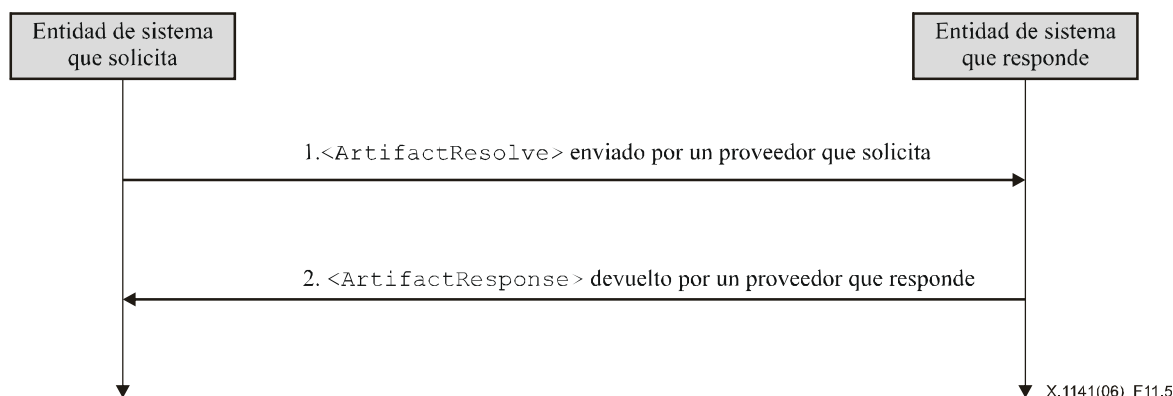 Entidad de sistema
que solicita
Entidad de sistema
que responde
1.<ArtifactResolve> enviado por un proveedor que solicita
2. <ArtifactResponse> devuelto por un proveedor que responde
X.1141(06)_F11.5